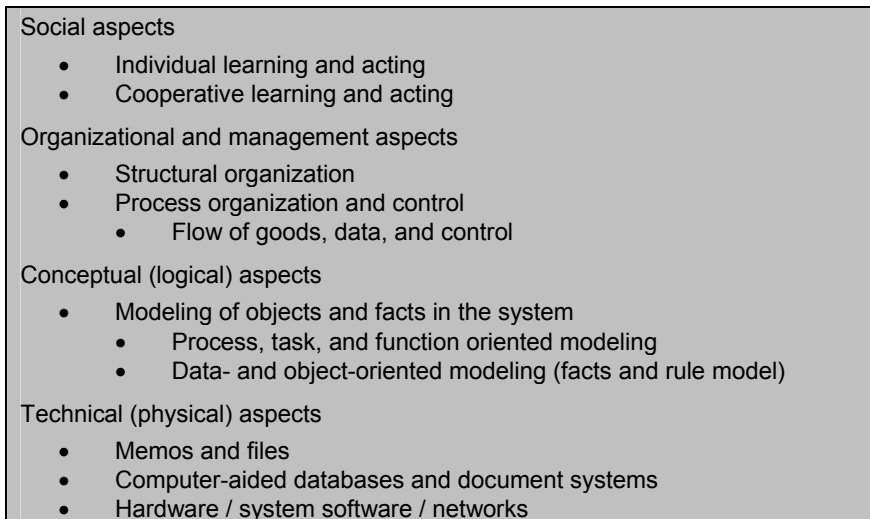 Social aspects
• Individual learning and acting
• Cooperative learning and acting
Organizational and management aspects
• Structural organization
• Process organization and control
• Flow of goods, data, and control
Conceptual (logical) aspects
• Modeling of objects and facts in the system
• Process, task, and function oriented modeling
• Data- and object-oriented modeling (facts and rule model)
Technical (physical) aspects
• Memos and files
• Computer-aided databases and document systems
• Hardware / system software / networks